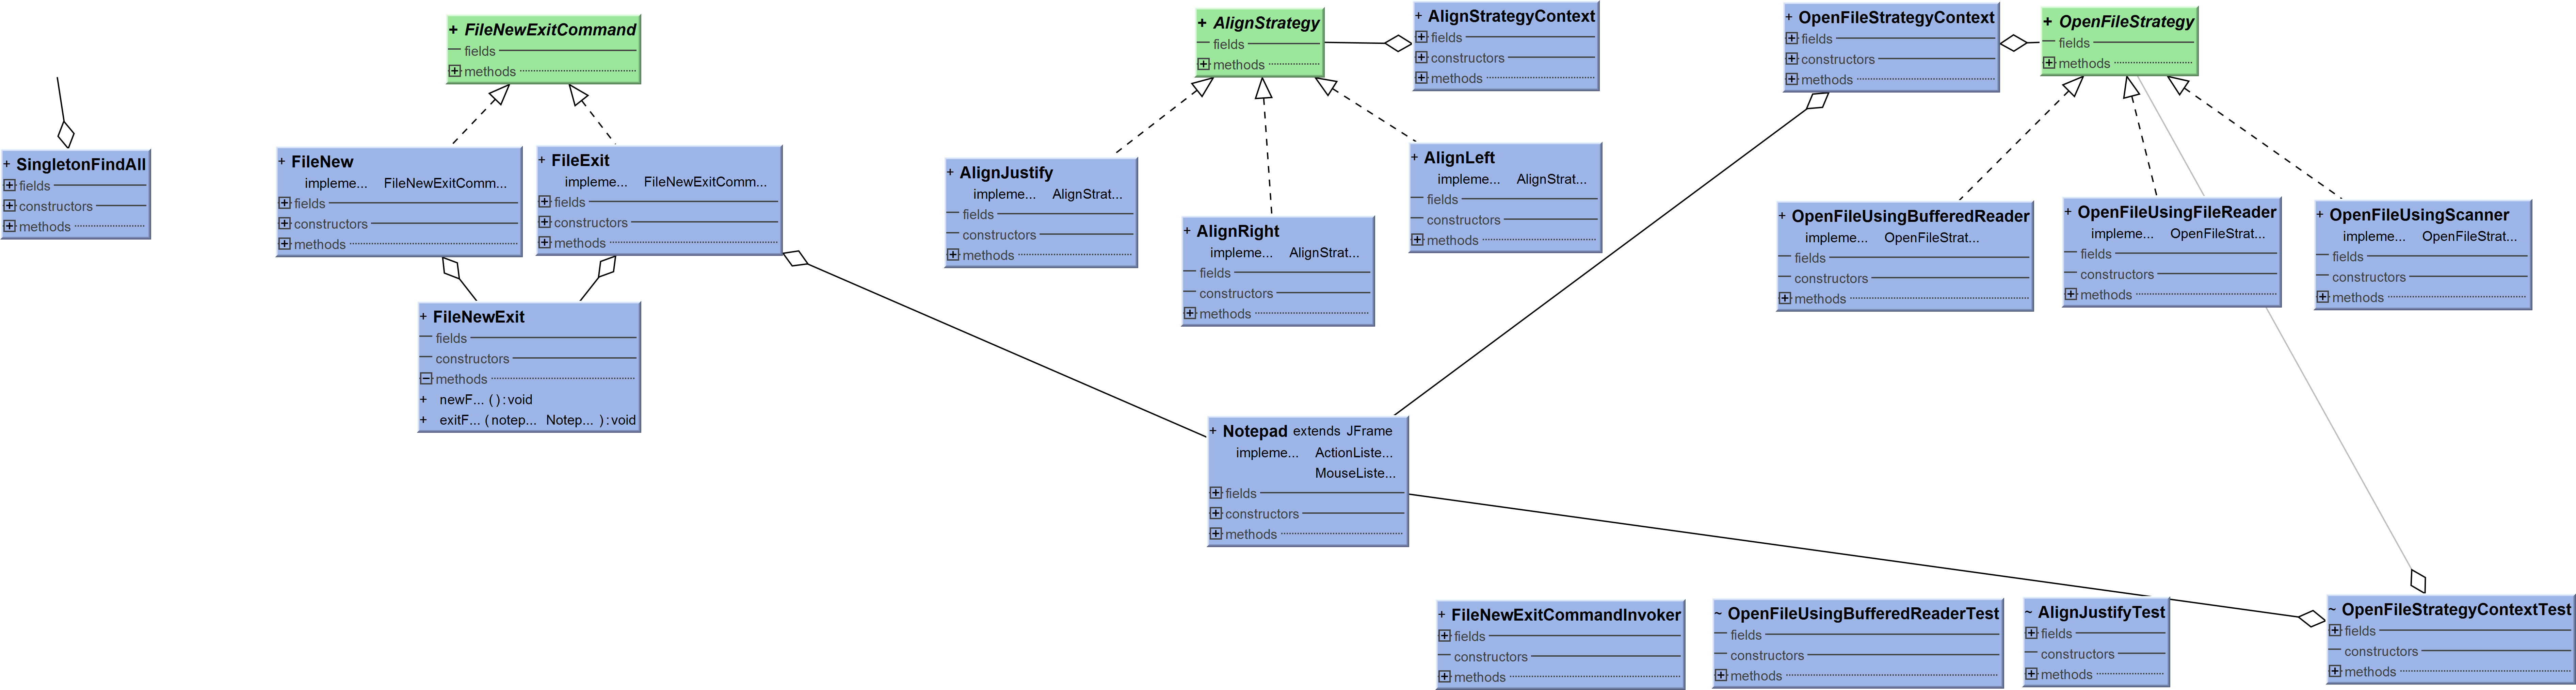 + FileNewExitCommand
fields
methods
+ AlignStrategy
fields
methods
+ AlignStrategyContext
fields
constructors
methods
+ OpenFileStrategyContext
fields
constructors
methods
+ OpenFileStrategy
fields
methods
+ SingletonFindAll
fields
constructors
methods
+ FileNew
impleme... FileNewExitComm...
fields
constructors
methods
+ FileExit
impleme... FileNewExitComm...
fields
constructors
methods
+ AlignJustify
impleme... AlignStrat...
fields
constructors
methods
+ AlignRight
impleme... AlignStrat...
fields
constructors
methods
+ AlignLeft
impleme... AlignStrat...
fields
constructors
methods
+ OpenFileUsingBufferedReader
impleme... OpenFileStrat...
fields
constructors
methods
+ OpenFileUsingFileReader
impleme... OpenFileStrat...
fields
constructors
methods
+ OpenFileUsingScanner
impleme... OpenFileStrat...
fields
constructors
methods
+ FileNewExit
fields
constructors
methods
+ newF... ( ) : void
+ exitF... ( notep... Notep... ) : void
+ Notepad extends JFrame
impleme... ActionListe...
MouseListe...
fields
constructors
methods
+ FileNewExitCommandInvoker
fields
constructors
methods
~ OpenFileUsingBufferedReaderTest
fields
constructors
methods
~ AlignJustifyTest
fields
constructors
methods
~ OpenFileStrategyContextTest
fields
constructors
methods